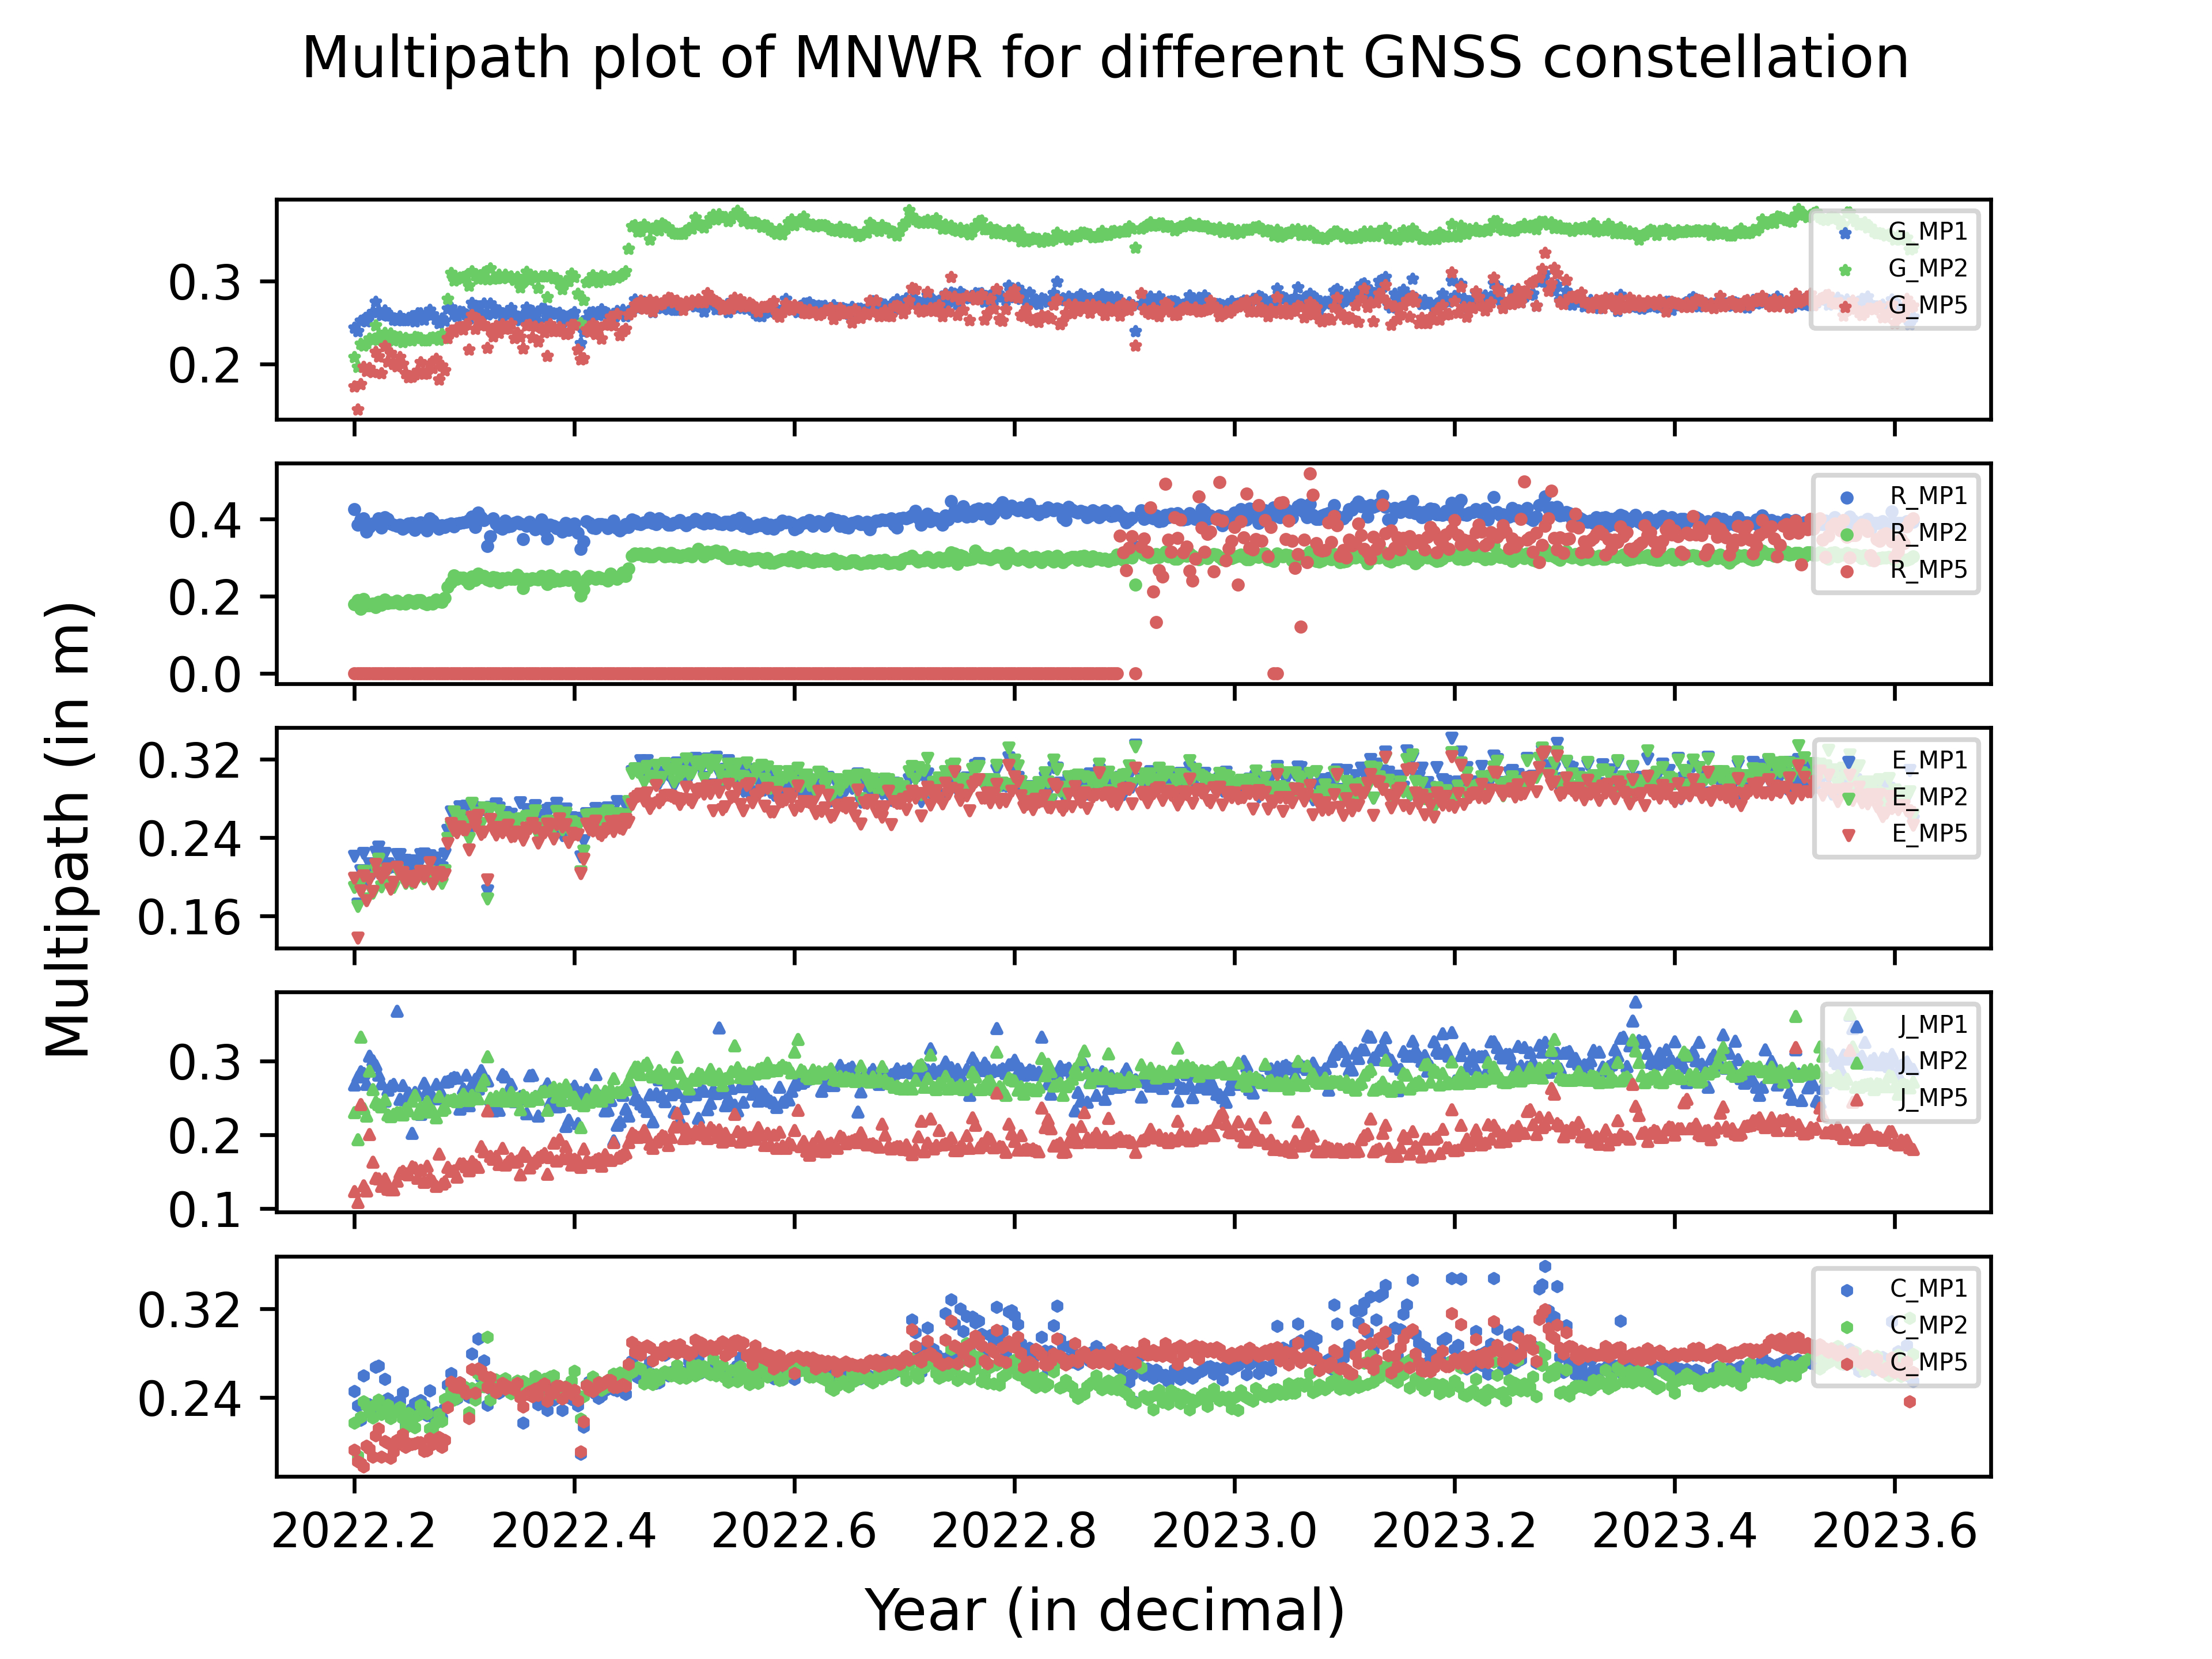 Multipath plot of MNWR for different GNSS constellation
Multipath (in m)
0.3
0.2
G_MP1
G_MP2
G_MP5
0.4
0.2
0.0
R_MP1
R_MP2
R_MP5
0.32
0.24
0.16
E_MP1
E_MP2
E_MP5
0.3
0.2
0.1
J_MP1
J_MP2
J_MP5
0.32
0.24
C_MP1
C_MP2
C_MP5
2022.2 2022.4 2022.6 2022.8 2023.0 2023.2 2023.4 2023.6
Year (in decimal)